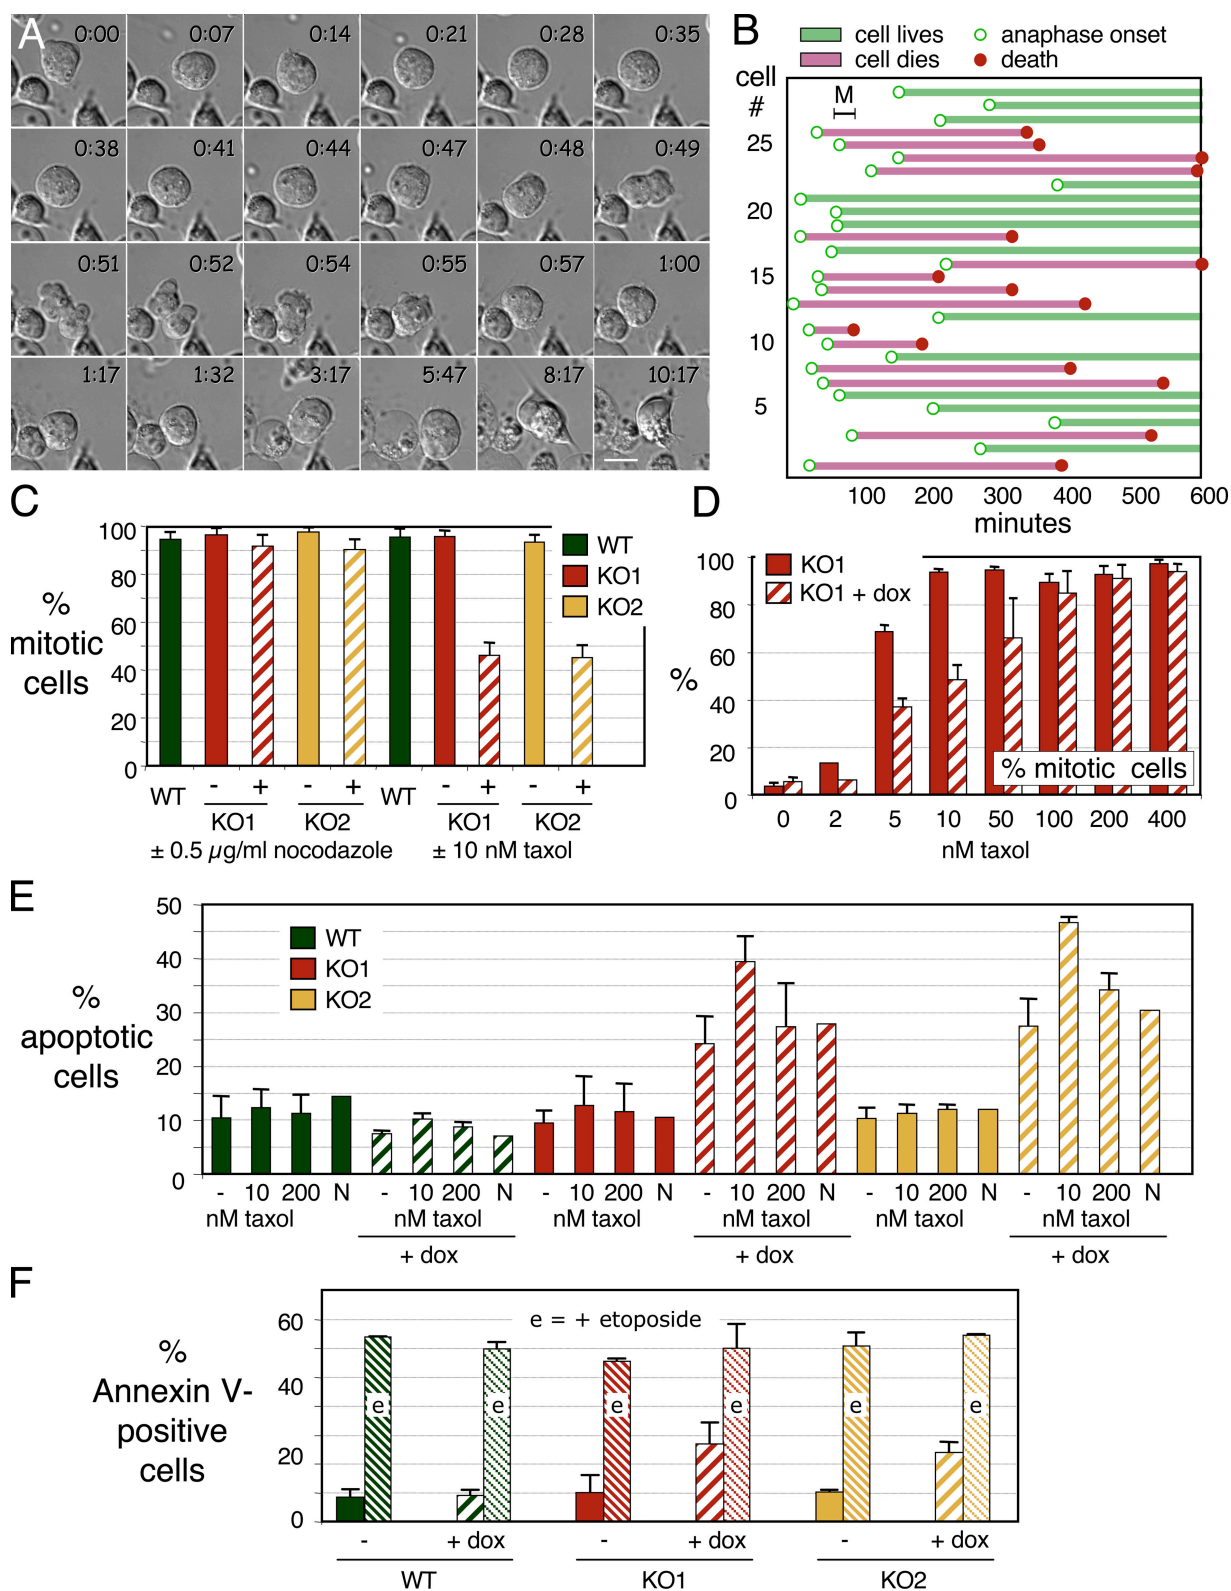 A
0:00 0:07 0:14 0:21 0:28 0:35
0:38 0:41 0:44 0:47 0:48 0:49
0:51 0:52 0:54 0:55 0:57 1:00
1:17 1:32 3:17 5:47 8:17 10:17
B
cell lives anaphase onset
cell dies death
cell
#
M
25
20
15
10
5
100 200 300 400 500 600
minutes
C
%
mitotic
cells
100
80
60
40
20
0
WT
KO1
KO2
WT - + - + WT - + - +
KO1 KO2 KO1 KO2
± 0.5 µg/ml nocodazole ± 10 nM taxol
D
%
100
80
60
40
20
0
KO1
KO1 + dox
% mitotic cells
0 2 5 10 50 100 200 400
nM taxol
E
%
apoptotic
cells
50
40
30
20
10
0
WT
KO1
KO2
- 10 200 N - 10 200 N - 10 200 N - 10 200 N - 10 200 N - 10 200 N
nM taxol nM taxol nM taxol nM taxol nM taxol nM taxol
+ dox + dox + dox
F
%
Annexin V-
positive
cells
60
40
20
0
e = + etoposide
e e e e e e
- + dox - + dox - + dox
WT KO1 KO2